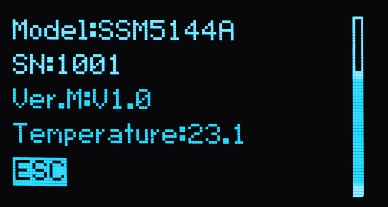 Model:SSM5144A
SN:1001
Ver.M:V1.0
Temperature:23.1
ESC